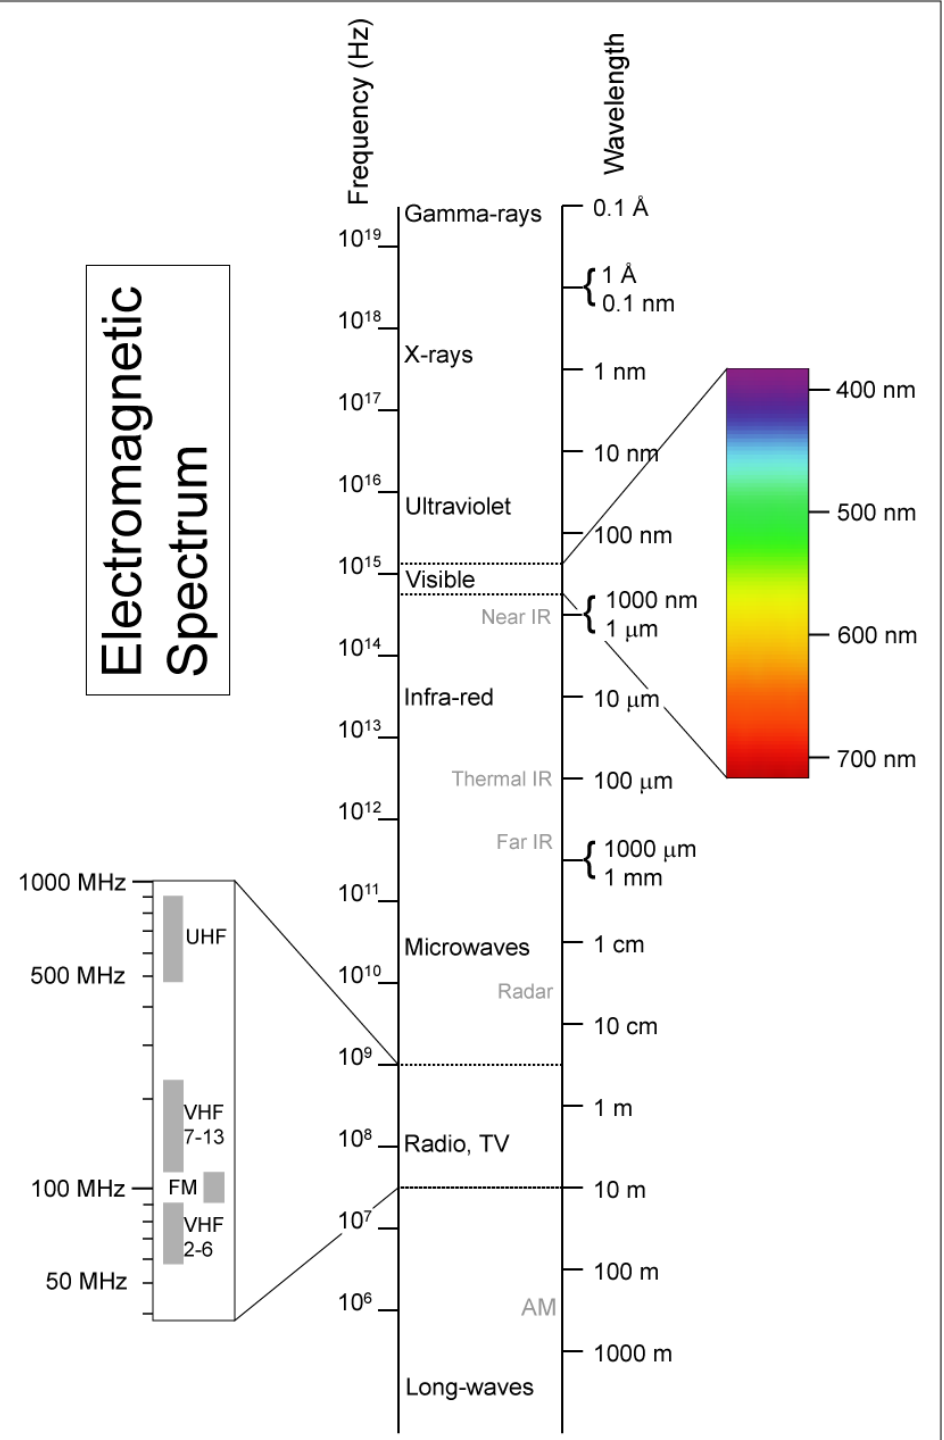 Electromagnetic
Spectrum
Frequency (Hz)
Wavelength
10¹⁹
10¹⁸
10¹⁷
10¹⁶
10¹⁵
10¹⁴
10¹³
10¹²
10¹¹
10¹⁰
10⁹
10⁸
10⁷
10⁶
Gamma-rays
X-rays
Ultraviolet
Visible
Near IR
Infra-red
Thermal IR
Far IR
Microwaves
Radar
Radio, TV
AM
Long-waves
0.1 Å
1 Å
0.1 nm
1 nm
10 nm
100 nm
1000 nm
1 μm
10 μm
100 μm
1000 μm
1 mm
1 cm
10 cm
1 m
10 m
100 m
1000 m
400 nm
500 nm
600 nm
700 nm
1000 MHz
500 MHz
100 MHz
50 MHz
UHF
VHF
7-13
FM
VHF
2-6